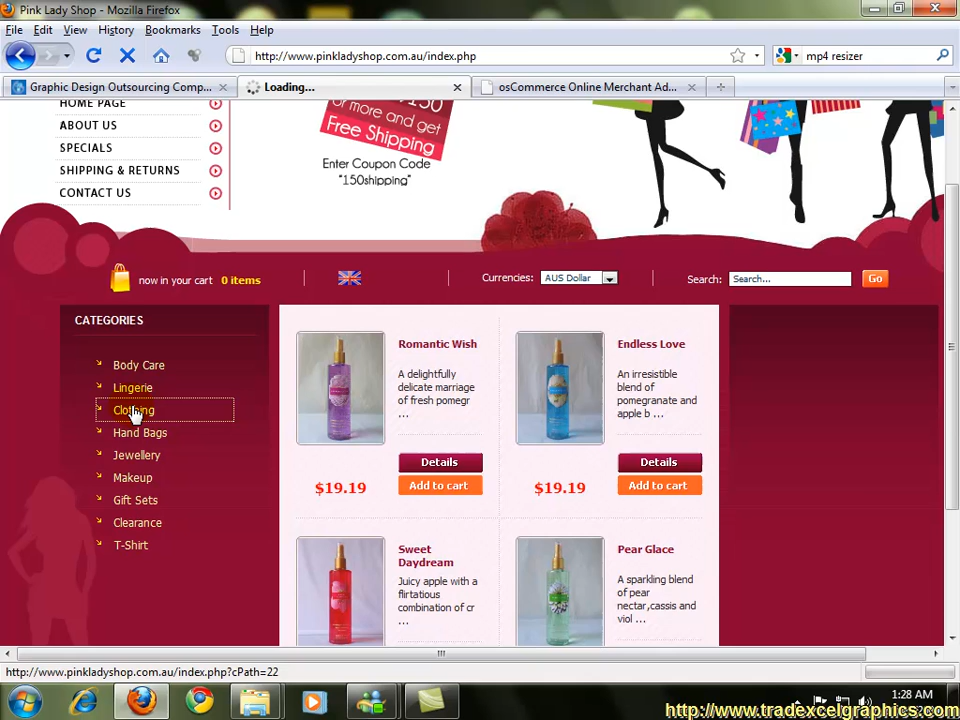 Pink Lady Shop - Mozilla Firefox
File Edit View History Bookmarks Tools Help
http://www.pinkladyshop.com.au/index.php
mp4 resizer
Graphic Design Outsourcing Comp...
Loading...
osCommerce Online Merchant Ad...
HOME PAGE
ABOUT US
SPECIALS
SHIPPING & RETURNS
CONTACT US
150
or more and get
Free Shipping
Enter Coupon Code
"150shipping"
now in your cart 0 items
Currencies: AUS Dollar
Search: Search... Go
CATEGORIES
Body Care
Lingerie
Clothing
Hand Bags
Jewellery
Makeup
Gift Sets
Clearance
T-Shirt
Romantic Wish
A delightfully
delicate marriage
of fresh pomegr
...
Details
$19.19
Add to cart
Endless Love
An irresistible
blend of
pomegranate and
apple b ...
Details
$19.19
Add to cart
Sweet
Daydream
Juicy apple with a
flirtatious
combination of cr
...
Pear Glace
A sparkling blend
of pear
nectar,cassis and
viol ...
http://www.pinkladyshop.com.au/index.php?cPath=22
1:28 AM
http://www.tradexcelgraphics.com